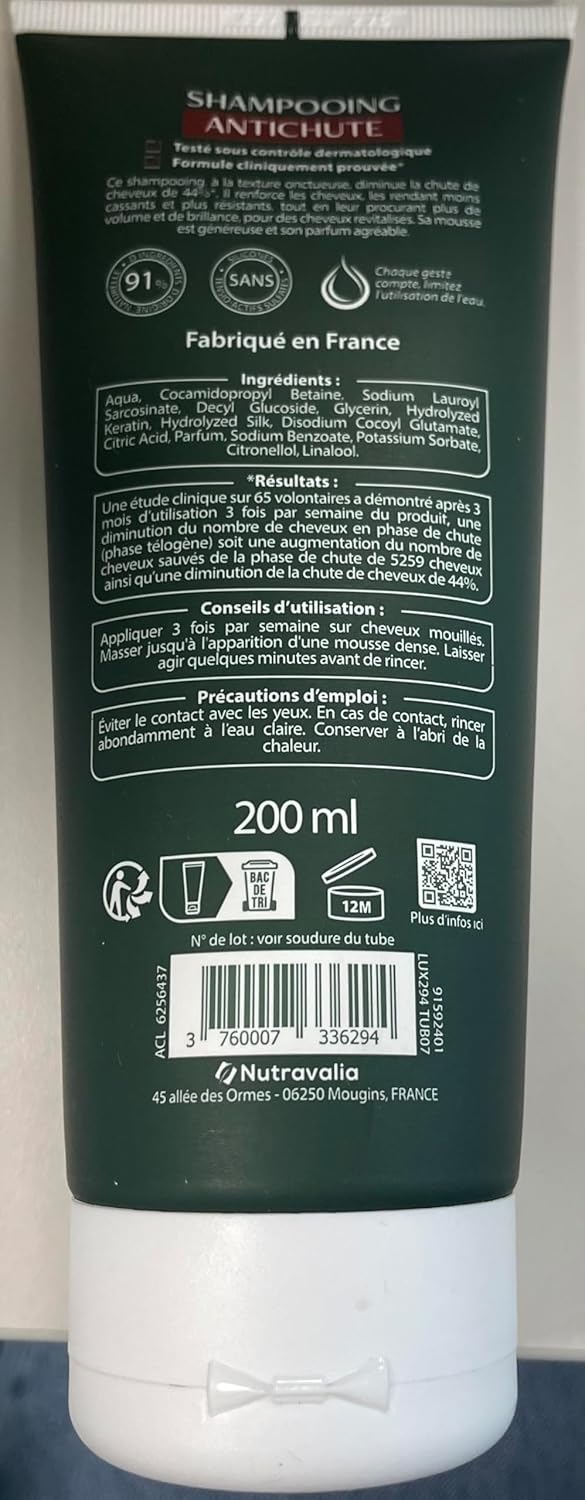 SHAMPOOING
ANTICHUTE
Testé sous contrôle dermatologique
Formule cliniquement prouvée*
Ce shampooing, à la texture onctueuse, diminue la chute de
cheveux de 44%*. Il renforce les cheveux, les rendant moins
cassants et plus résistants, tout en leur procurant plus de
volume et de brillance, pour des cheveux revitalisés. Sa mousse
est généreuse et son parfum agréable.
91% D'INGRÉDIENTS D'ORIGINE NATURELLE
SANS SILICONES TENSIOACTIFS SULFATÉS
Chaque geste
compte, limitez
l'utilisation de l'eau.
Fabriqué en France
Ingrédients :
Aqua, Cocamidopropyl Betaine, Sodium Lauroyl
Sarcosinate, Decyl Glucoside, Glycerin, Hydrolyzed
Keratin, Hydrolyzed Silk, Disodium Cocoyl Glutamate,
Citric Acid, Parfum, Sodium Benzoate, Potassium Sorbate,
Citronellol, Linalool.
*Résultats :
Une étude clinique sur 65 volontaires a démontré après 3
mois d'utilisation 3 fois par semaine du produit, une
diminution du nombre de cheveux en phase de chute
(phase télogène) soit une augmentation du nombre de
cheveux sauvés de la phase de chute de 5259 cheveux
ainsi qu'une diminution de la chute de cheveux de 44%.
Conseils d'utilisation :
Appliquer 3 fois par semaine sur cheveux mouillés.
Masser jusqu'à l'apparition d'une mousse dense. Laisser
agir quelques minutes avant de rincer.
Précautions d'emploi :
Éviter le contact avec les yeux. En cas de contact, rincer
abondamment à l'eau claire. Conserver à l'abri de la
chaleur.
200 ml
BAC
DE
TRI
12M
Plus d'infos ici
N° de lot : voir soudure du tube
ACL 6256437
3 760007 336294
LUX294 TUB07
91592401
Nutravalia
45 allée des Ormes - 06250 Mougins, FRANCE